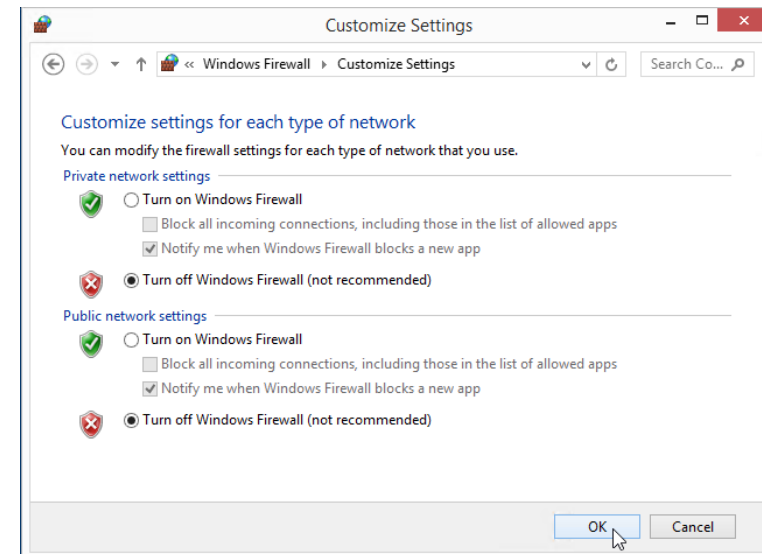 Customize Settings
« Windows Firewall ▸ Customize Settings
Search Co...
Customize settings for each type of network
You can modify the firewall settings for each type of network that you use.
Private network settings
Turn on Windows Firewall
Block all incoming connections, including those in the list of allowed apps
Notify me when Windows Firewall blocks a new app
Turn off Windows Firewall (not recommended)
Public network settings
Turn on Windows Firewall
Block all incoming connections, including those in the list of allowed apps
Notify me when Windows Firewall blocks a new app
Turn off Windows Firewall (not recommended)
OK
Cancel